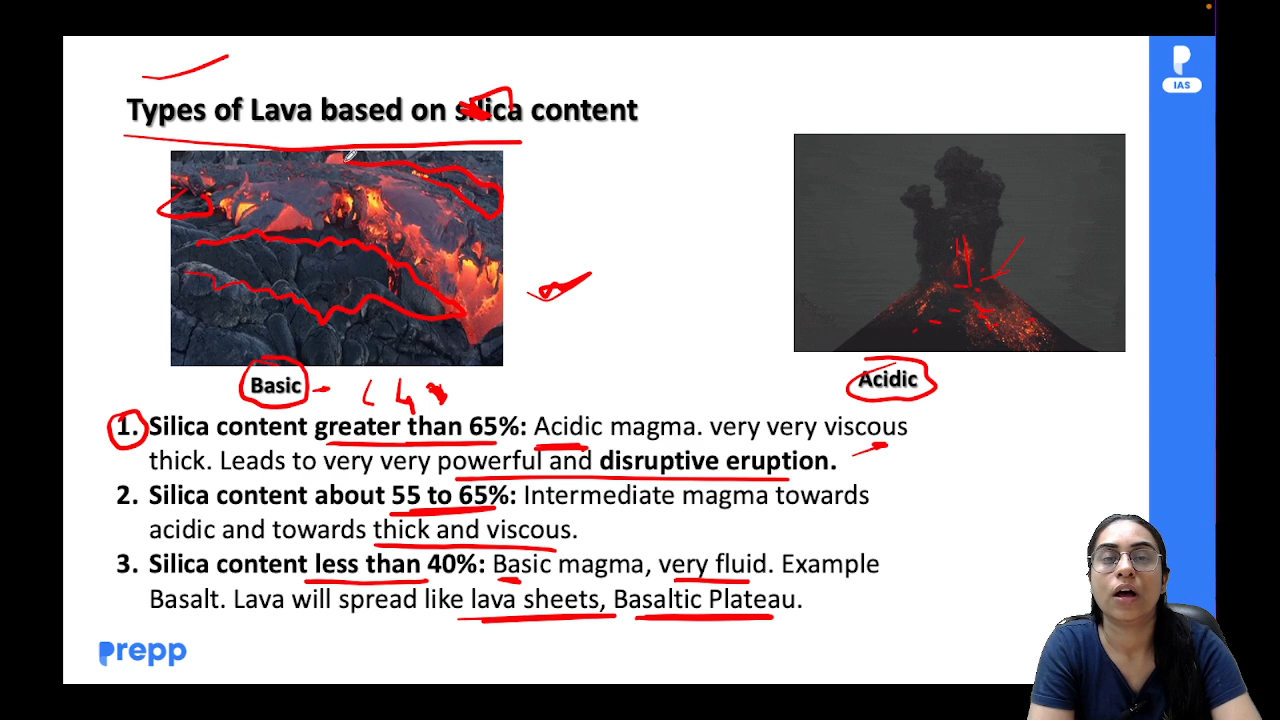 IAS
Types of Lava based on silica content
Basic
Acidic
1. Silica content greater than 65%: Acidic magma. very very viscous
thick. Leads to very very powerful and disruptive eruption.
2. Silica content about 55 to 65%: Intermediate magma towards
acidic and towards thick and viscous.
3. Silica content less than 40%: Basic magma, very fluid. Example
Basalt. Lava will spread like lava sheets, Basaltic Plateau.
prepp